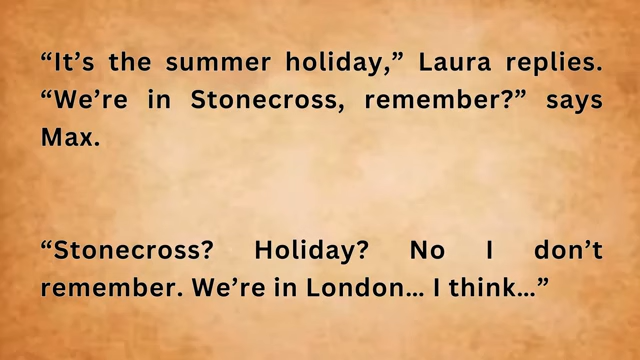 “It’s the summer holiday,” Laura replies.
“We’re in Stonecross, remember?” says
Max.
“Stonecross? Holiday? No I don’t
remember. We’re in London... I think...”